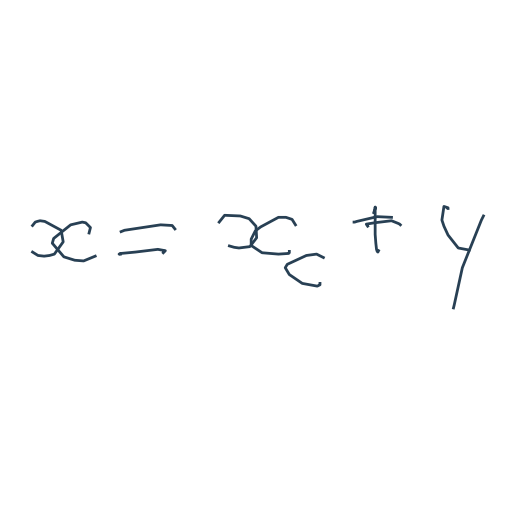 x = x_c + y